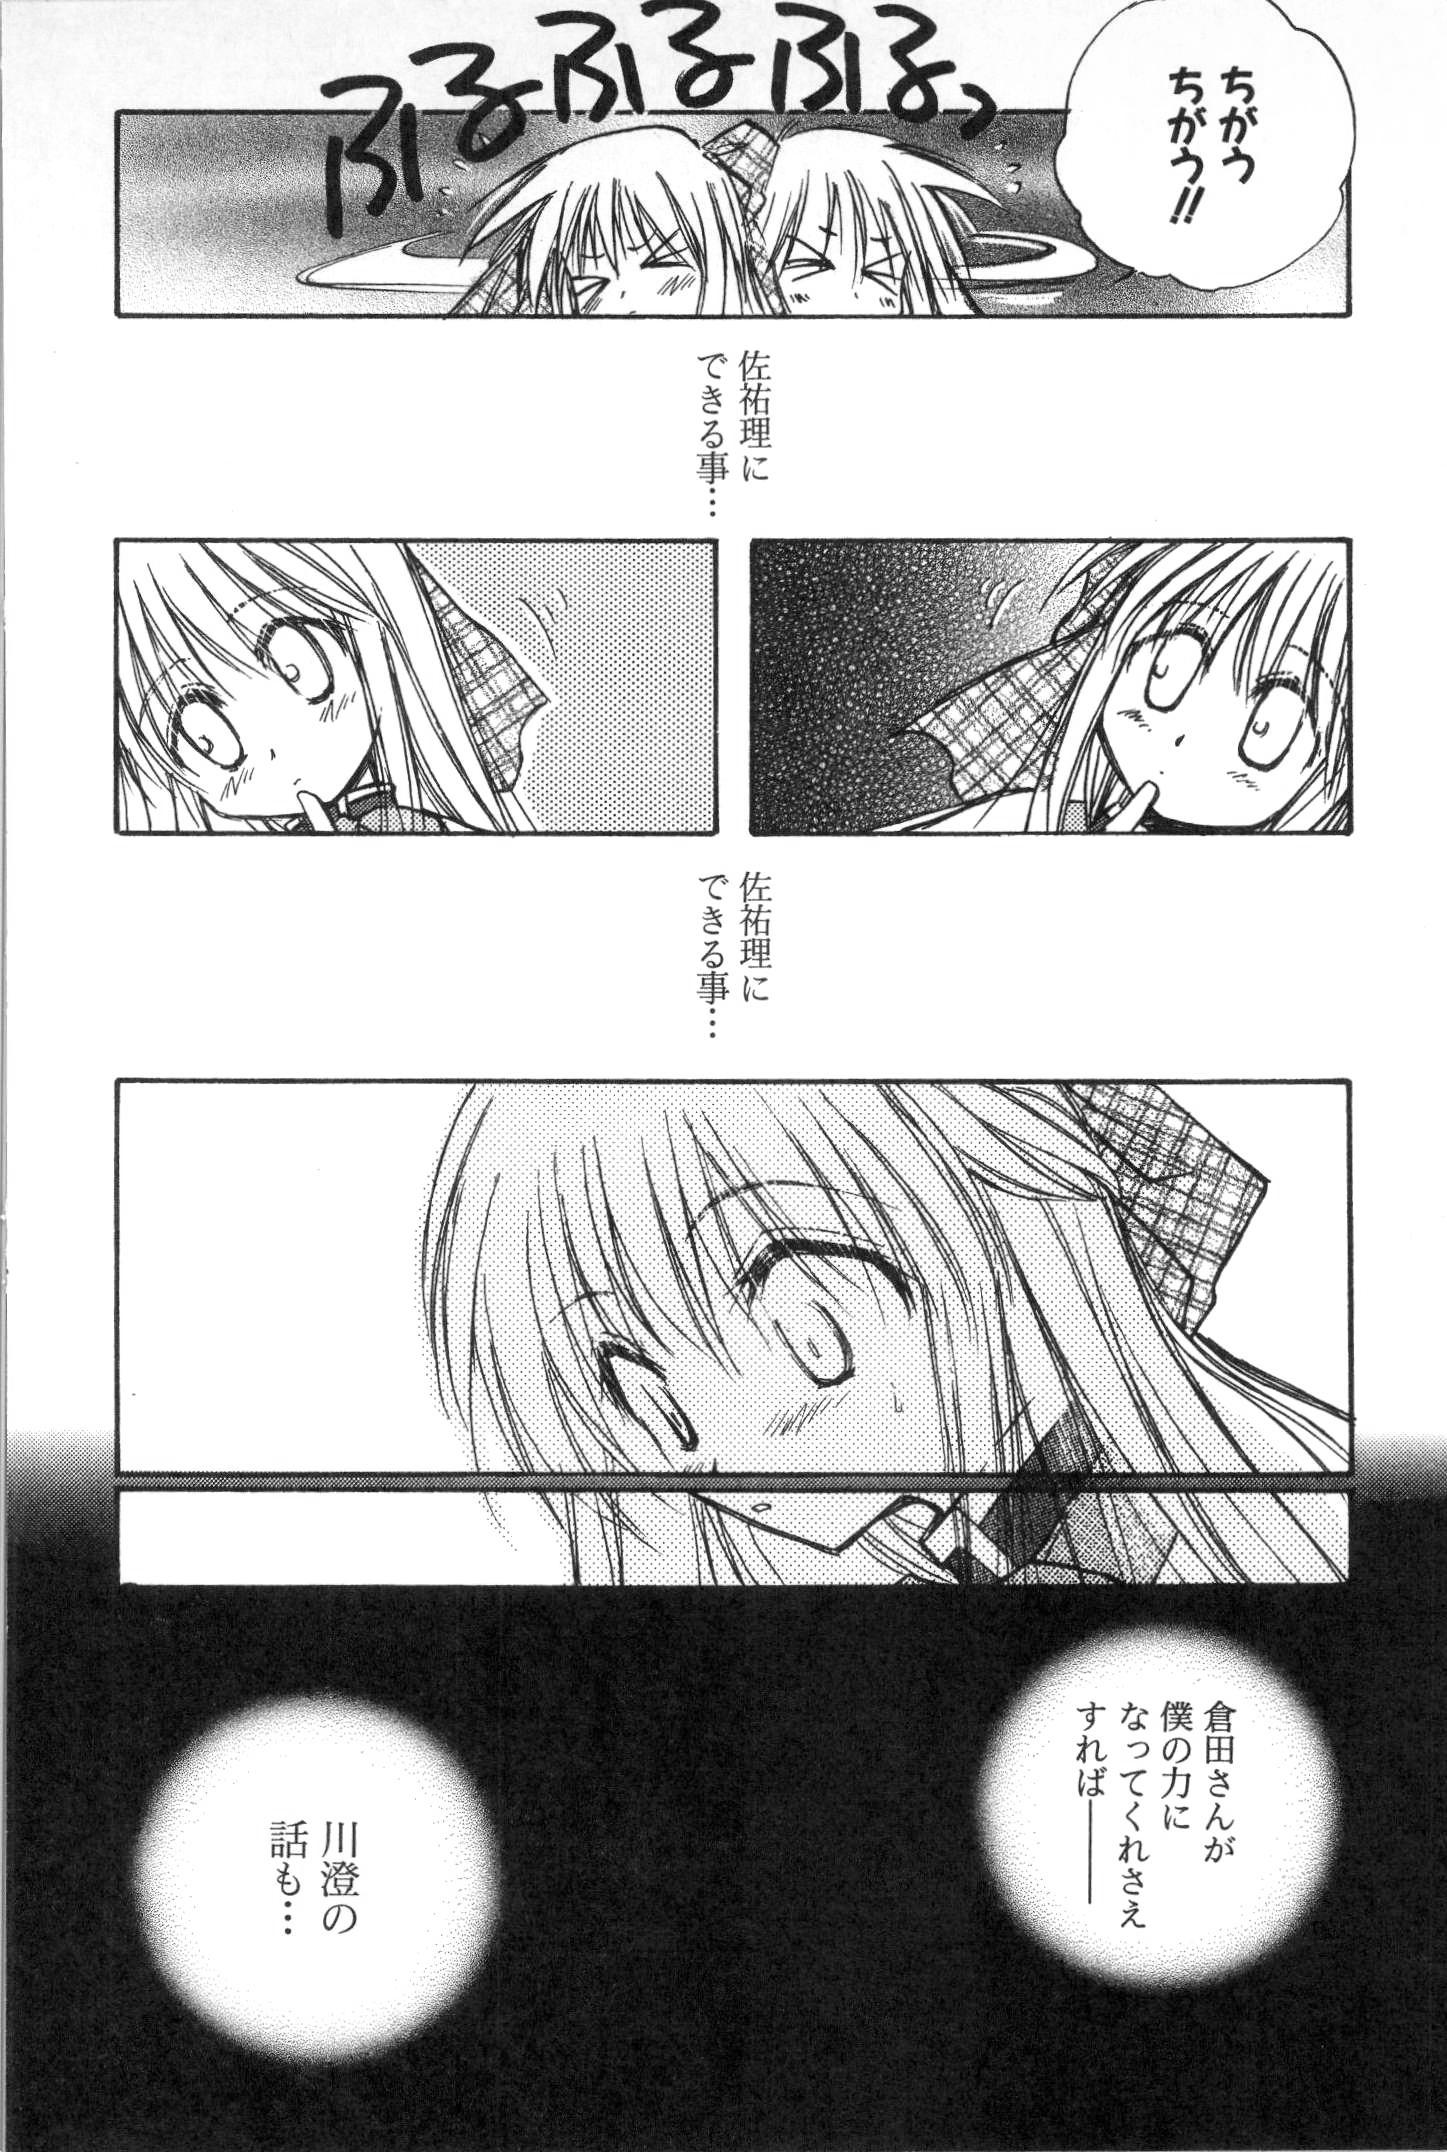 ちがう
ちがう!!
ふるふるふるっ
佐祐理に
できる事…
佐祐理に
できる事…
倉田さんが
僕の力に
なってくれさえ
すれば――
川澄の
話も…